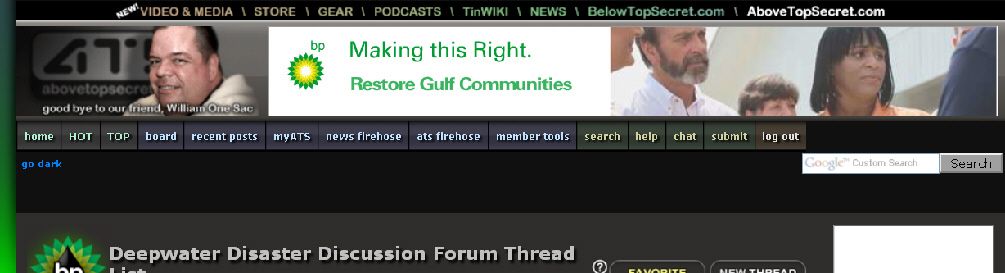 NEW! VIDEO & MEDIA \ STORE \ GEAR \ PODCASTS \ TinWIKI \ NEWS \ BelowTopSecret.com \ AboveTopSecret.com
ATS
abovetopsecret
good bye to our friend, William One Sac
bp
Making this Right.
Restore Gulf Communities
home HOT TOP board recent posts myATS news firehose ats firehose member tools search help chat submit log out
go dark
Google™ Custom Search Search
bp
Deepwater Disaster Discussion Forum Thread
List
? FAVORITE NEW THREAD